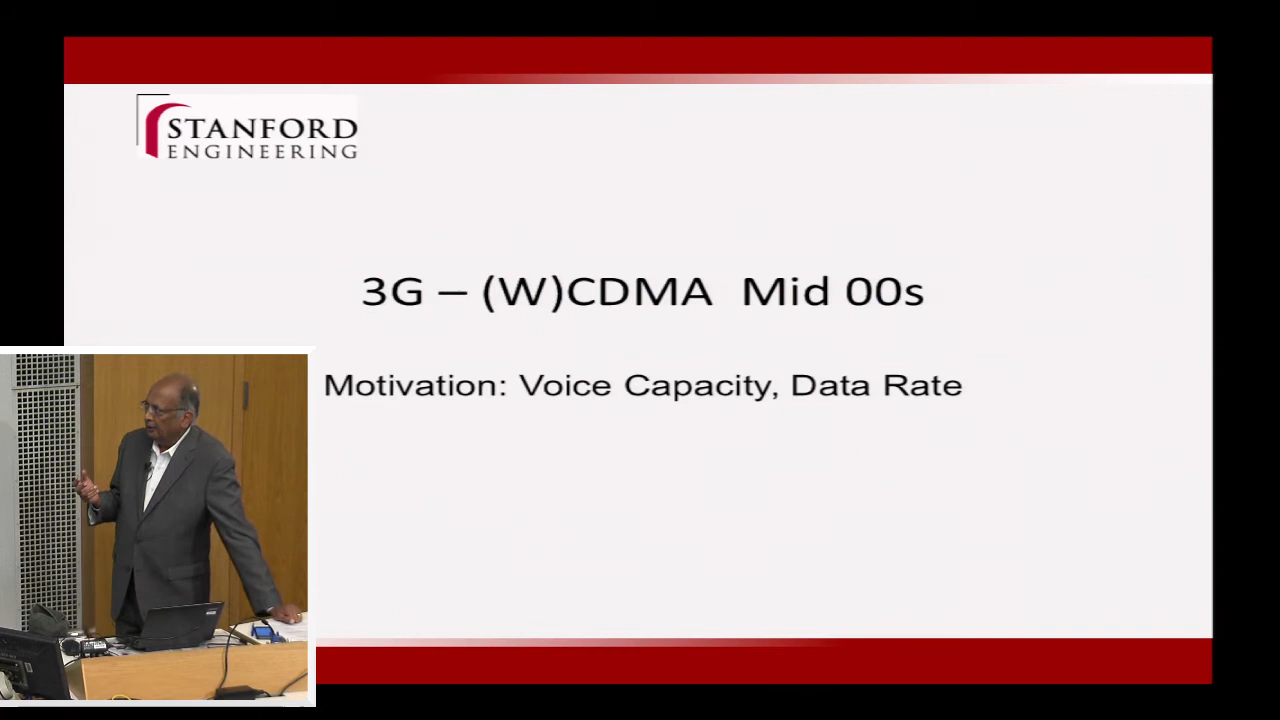 STANFORD
ENGINEERING
3G – (W)CDMA Mid 00s
Motivation: Voice Capacity, Data Rate